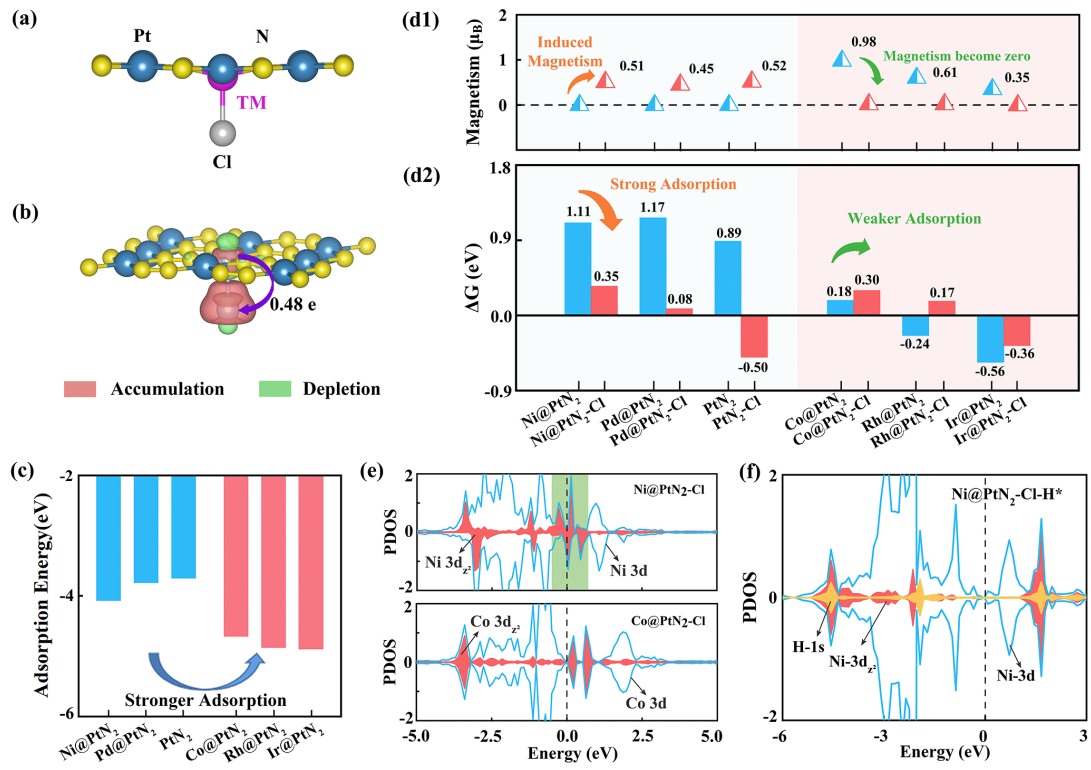 (a)
Pt
N
TM
Cl
(b)
0.48 e
Accumulation
Depletion
(c)
Adsorption Energy(eV)
-2
-4
-6
Stronger Adsorption
Ni@PtN₂
Pd@PtN₂
PtN₂
Co@PtN₂
Rh@PtN₂
Ir@PtN₂
(d1)
Magnetism (μB)
2
1
0
Induced
Magnetism
0.51
0.45
0.52
0.98
Magnetism become zero
0.61
0.35
(d2)
ΔG (eV)
1.8
0.9
0.0
-0.9
Strong Adsorption
Weaker Adsorption
1.11
0.35
1.17
0.08
0.89
-0.50
0.18
0.30
-0.24
0.17
-0.56
-0.36
Ni@PtN₂
Ni@PtN₂-Cl
Pd@PtN₂
Pd@PtN₂-Cl
PtN₂
PtN₂-Cl
Co@PtN₂
Co@PtN₂-Cl
Rh@PtN₂
Rh@PtN₂-Cl
Ir@PtN₂
Ir@PtN₂-Cl
(e)
PDOS
2
0
2
Ni@PtN₂-Cl
Ni 3dz²
Ni 3d
PDOS
2
0
2
Co@PtN₂-Cl
Co 3dz²
Co 3d
-5.0 -2.5 0.0 2.5 5.0
Energy (eV)
(f)
PDOS
2
0
2
Ni@PtN₂-Cl-H*
H-1s
Ni-3dz²
Ni-3d
-6 -3 0 3
Energy (eV)